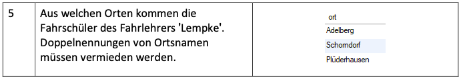 5
Aus welchen Orten kommen die
Fahrschüler des Fahrlehrers 'Lempke'.
Doppelnennungen von Ortsnamen
müssen vermieden werden.
ort
Adelberg
Schorndorf
Plüderhausen